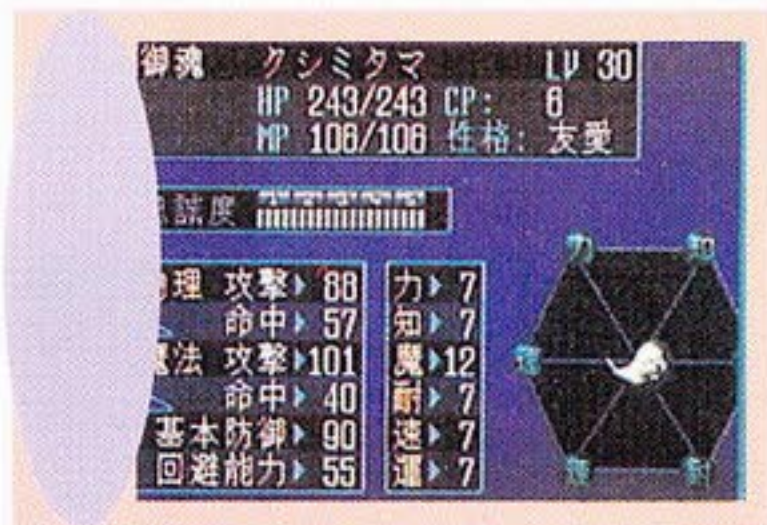 御魂 クシミタマ LV 30
HP 243/243 CP: 6
MP 106/106 性格: 友愛
誠度
理 攻撃 88
命中 57
魔法 攻撃 101
命中 40
基本防御 90
回避能力 55
力 7
知 7
魔 12
耐 7
速 7
運 7
力 知
運
速 耐